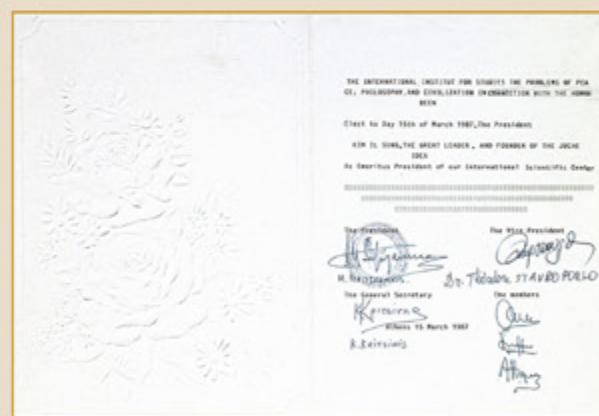 THE INTERNATIONAL INSTITUT FOR STUDIES THE PROBLEMS OF PEA
CE, PHILOSOPHY,AND CIVILIZATION IN CONNECTION WITH THE HUMAN
BEEN
Elect to Day 15th of March 1987,The President
KIM IL SUNG,THE GREAT LEADER , AND FOUNDER OF THE JUCHE
IDEA
As Emeritus President of our International Scientific Center
The President
The Vice President
Dr. Théodore STAVROPOULO
The General Secretary
The members
Athens 15 March 1987